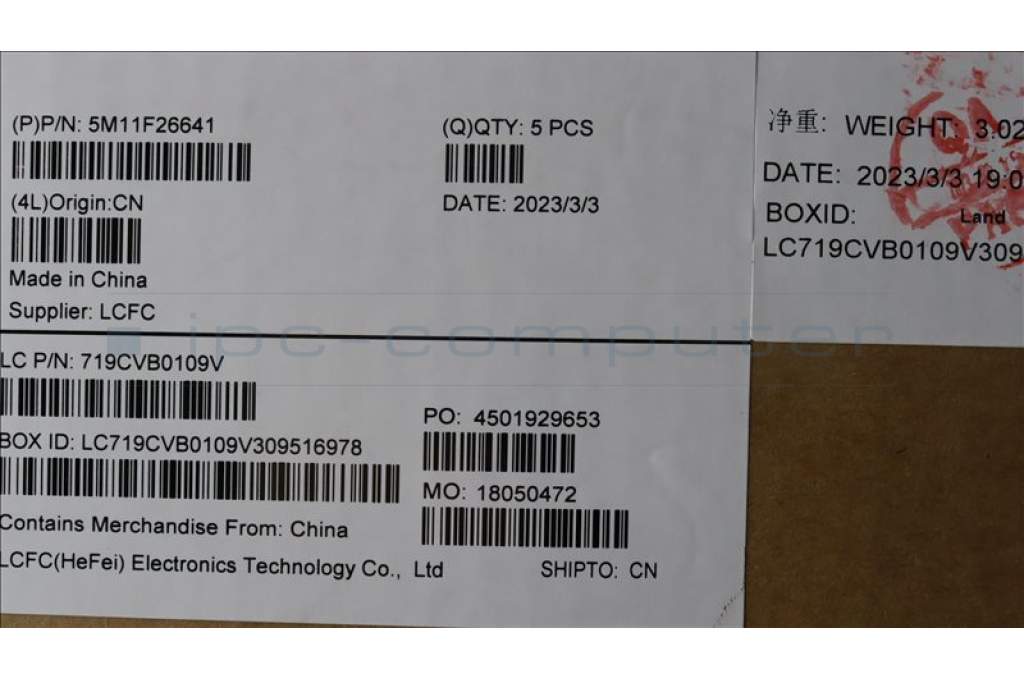 (P)P/N: 5M11F26641
(Q)QTY: 5 PCS
(4L)Origin:CN
DATE: 2023/3/3
Made in China
Supplier: LCFC
LC P/N: 719CVB0109V
BOX ID: LC719CVB0109V309516978
PO: 4501929653
MO: 18050472
Contains Merchandise From: China
LCFC(HeFei) Electronics Technology Co., Ltd
SHIPTO: CN
净重: WEIGHT: 3.02
DATE: 2023/3/3 19:0
BOXID:
Land
LC719CVB0109V309
ipc-computer